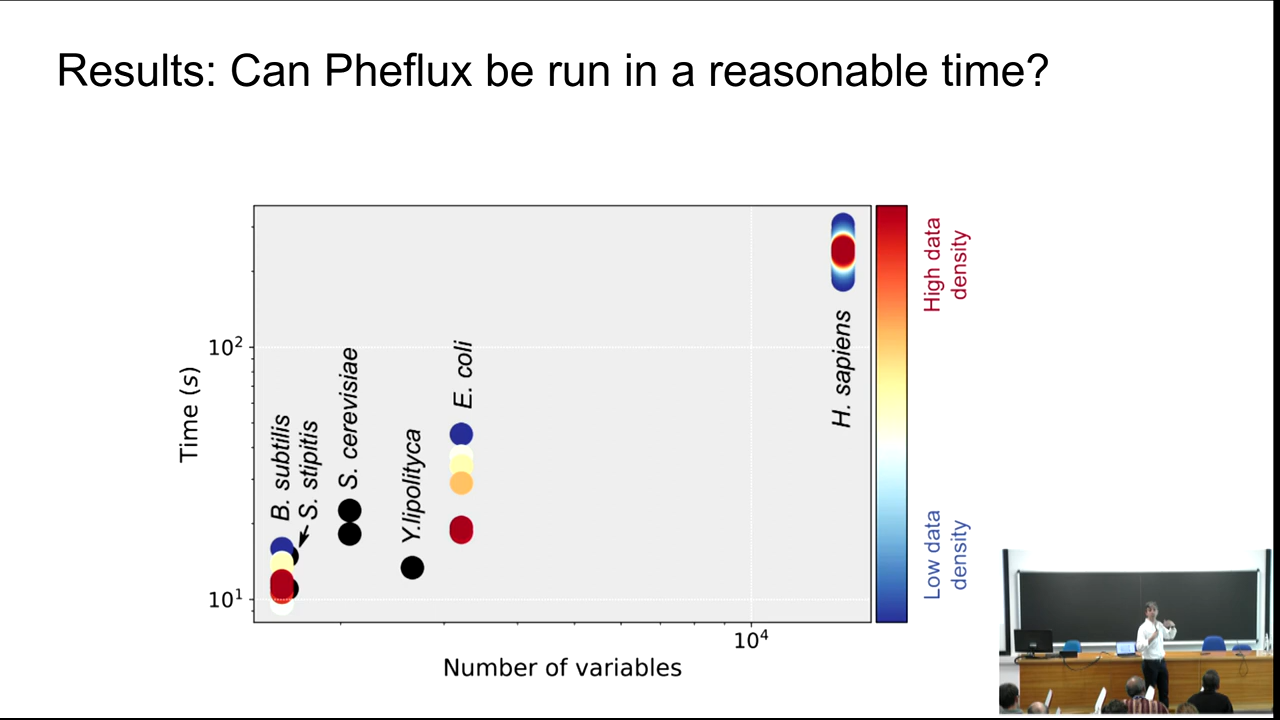 Results: Can Pheflux be run in a reasonable time?
Time (s)
10²
10¹
B. subtilis
S. stipitis
S. cerevisiae
Y.lipolityca
E. coli
H. sapiens
10⁴
Number of variables
High data
density
Low data
density